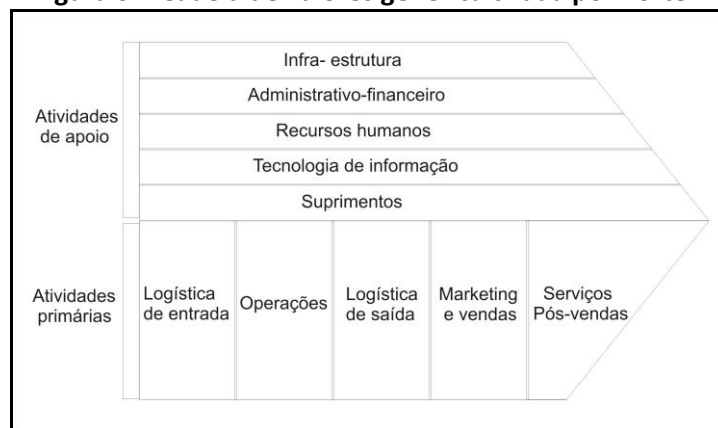 Infra- estrutura
Administrativo-financeiro
Recursos humanos
Tecnologia de informação
Suprimentos
Atividades
de apoio
Atividades
primárias
Logística
de entrada
Operações
Logística
de saída
Marketing
e vendas
Serviços
Pós-vendas